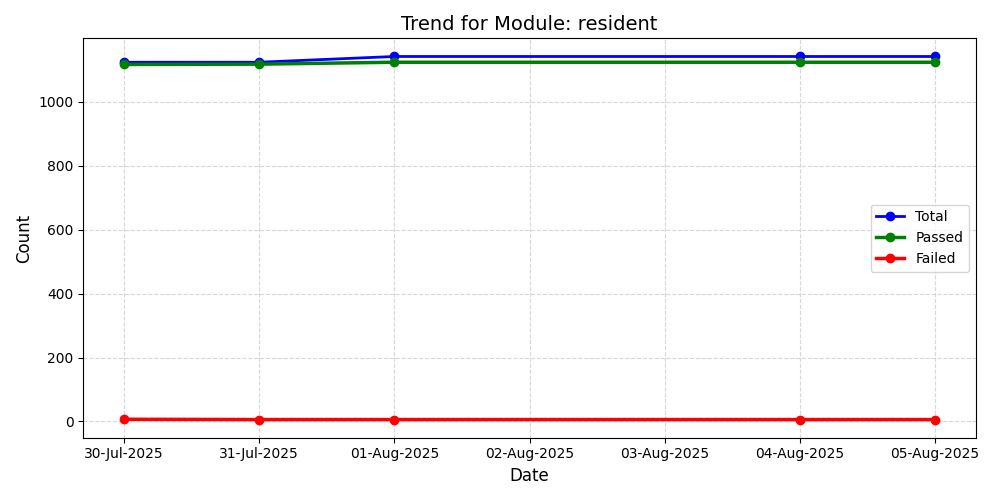 Trend for Module: resident
Count
1000
800
600
400
200
0
Total
Passed
Failed
30-Jul-2025
31-Jul-2025
01-Aug-2025
02-Aug-2025
03-Aug-2025
04-Aug-2025
05-Aug-2025
Date